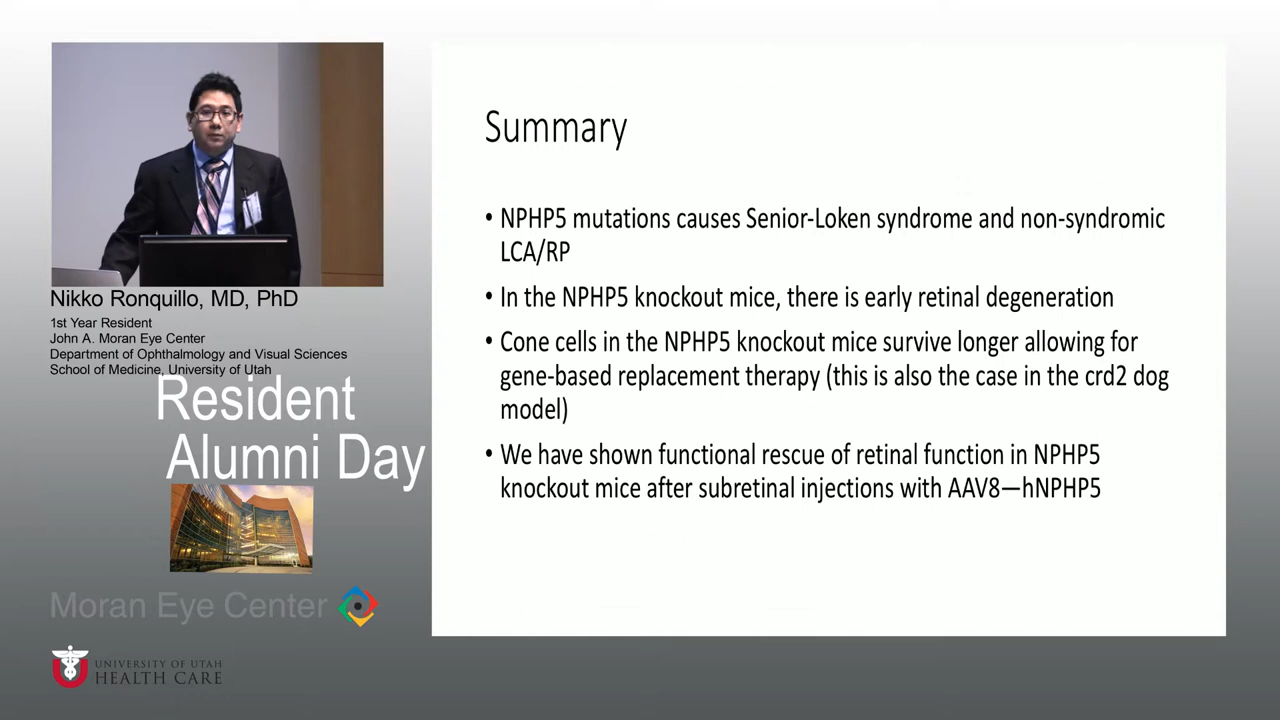 Nikko Ronquillo, MD, PhD
1st Year Resident
John A. Moran Eye Center
Department of Ophthalmology and Visual Sciences
School of Medicine, University of Utah
Resident
Alumni Day
Moran Eye Center
UNIVERSITY OF UTAH
HEALTH CARE
Summary
• NPHP5 mutations causes Senior-Loken syndrome and non-syndromic
LCA/RP
• In the NPHP5 knockout mice, there is early retinal degeneration
• Cone cells in the NPHP5 knockout mice survive longer allowing for
gene-based replacement therapy (this is also the case in the crd2 dog
model)
• We have shown functional rescue of retinal function in NPHP5
knockout mice after subretinal injections with AAV8—hNPHP5